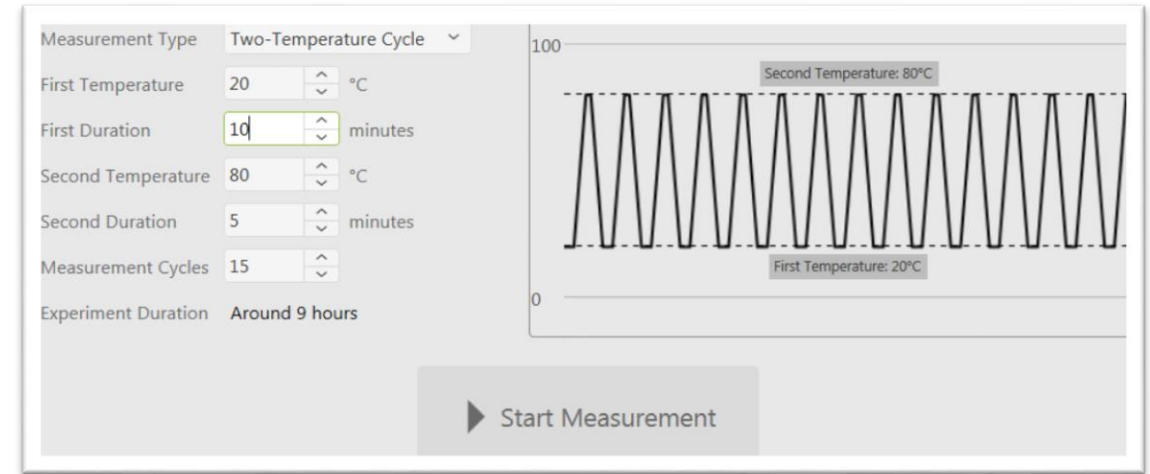 Measurement Type Two-Temperature Cycle
First Temperature 20 °C
First Duration 10 minutes
Second Temperature 80 °C
Second Duration 5 minutes
Measurement Cycles 15
Experiment Duration Around 9 hours
100
Second Temperature: 80°C
First Temperature: 20°C
0
Start Measurement